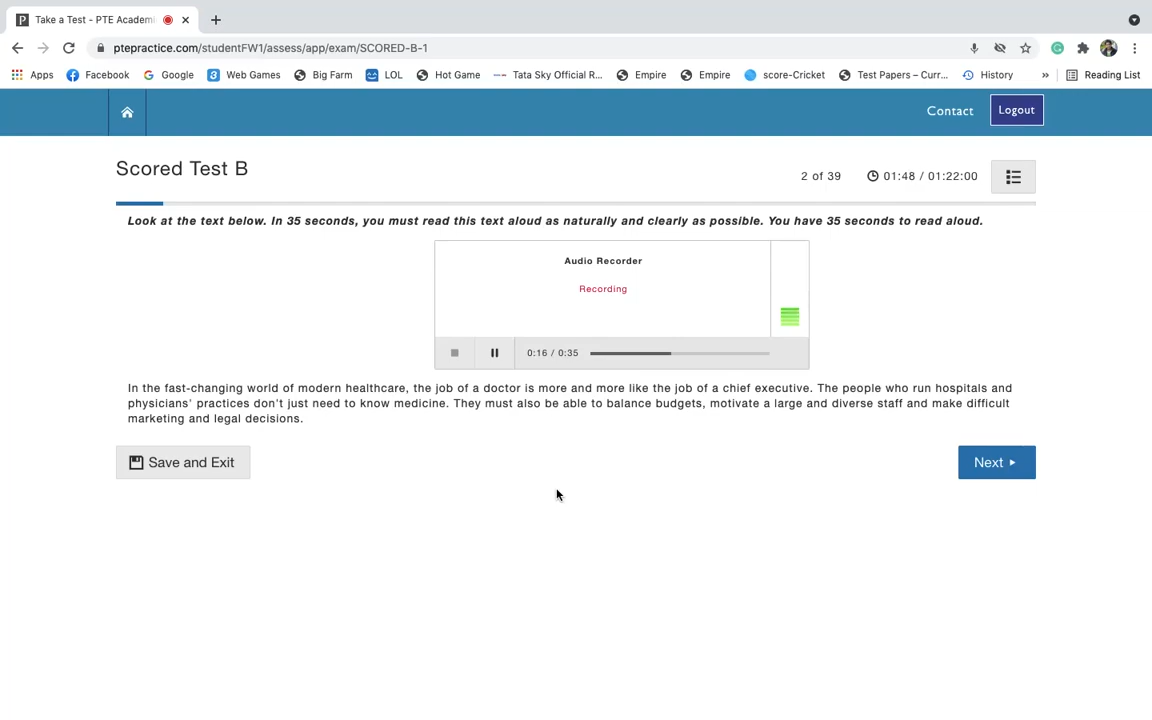 Take a Test - PTE Academi
ptepractice.com/studentFW1/assess/app/exam/SCORED-B-1
Apps Facebook Google Web Games Big Farm LOL Hot Game Tata Sky Official R... Empire Empire score-Cricket Test Papers – Curr... History » Reading List
Contact Logout
Scored Test B
2 of 39 01:48 / 01:22:00
Look at the text below. In 35 seconds, you must read this text aloud as naturally and clearly as possible. You have 35 seconds to read aloud.
Audio Recorder
Recording
0:16 / 0:35
In the fast-changing world of modern healthcare, the job of a doctor is more and more like the job of a chief executive. The people who run hospitals and
physicians' practices don't just need to know medicine. They must also be able to balance budgets, motivate a large and diverse staff and make difficult
marketing and legal decisions.
Save and Exit
Next